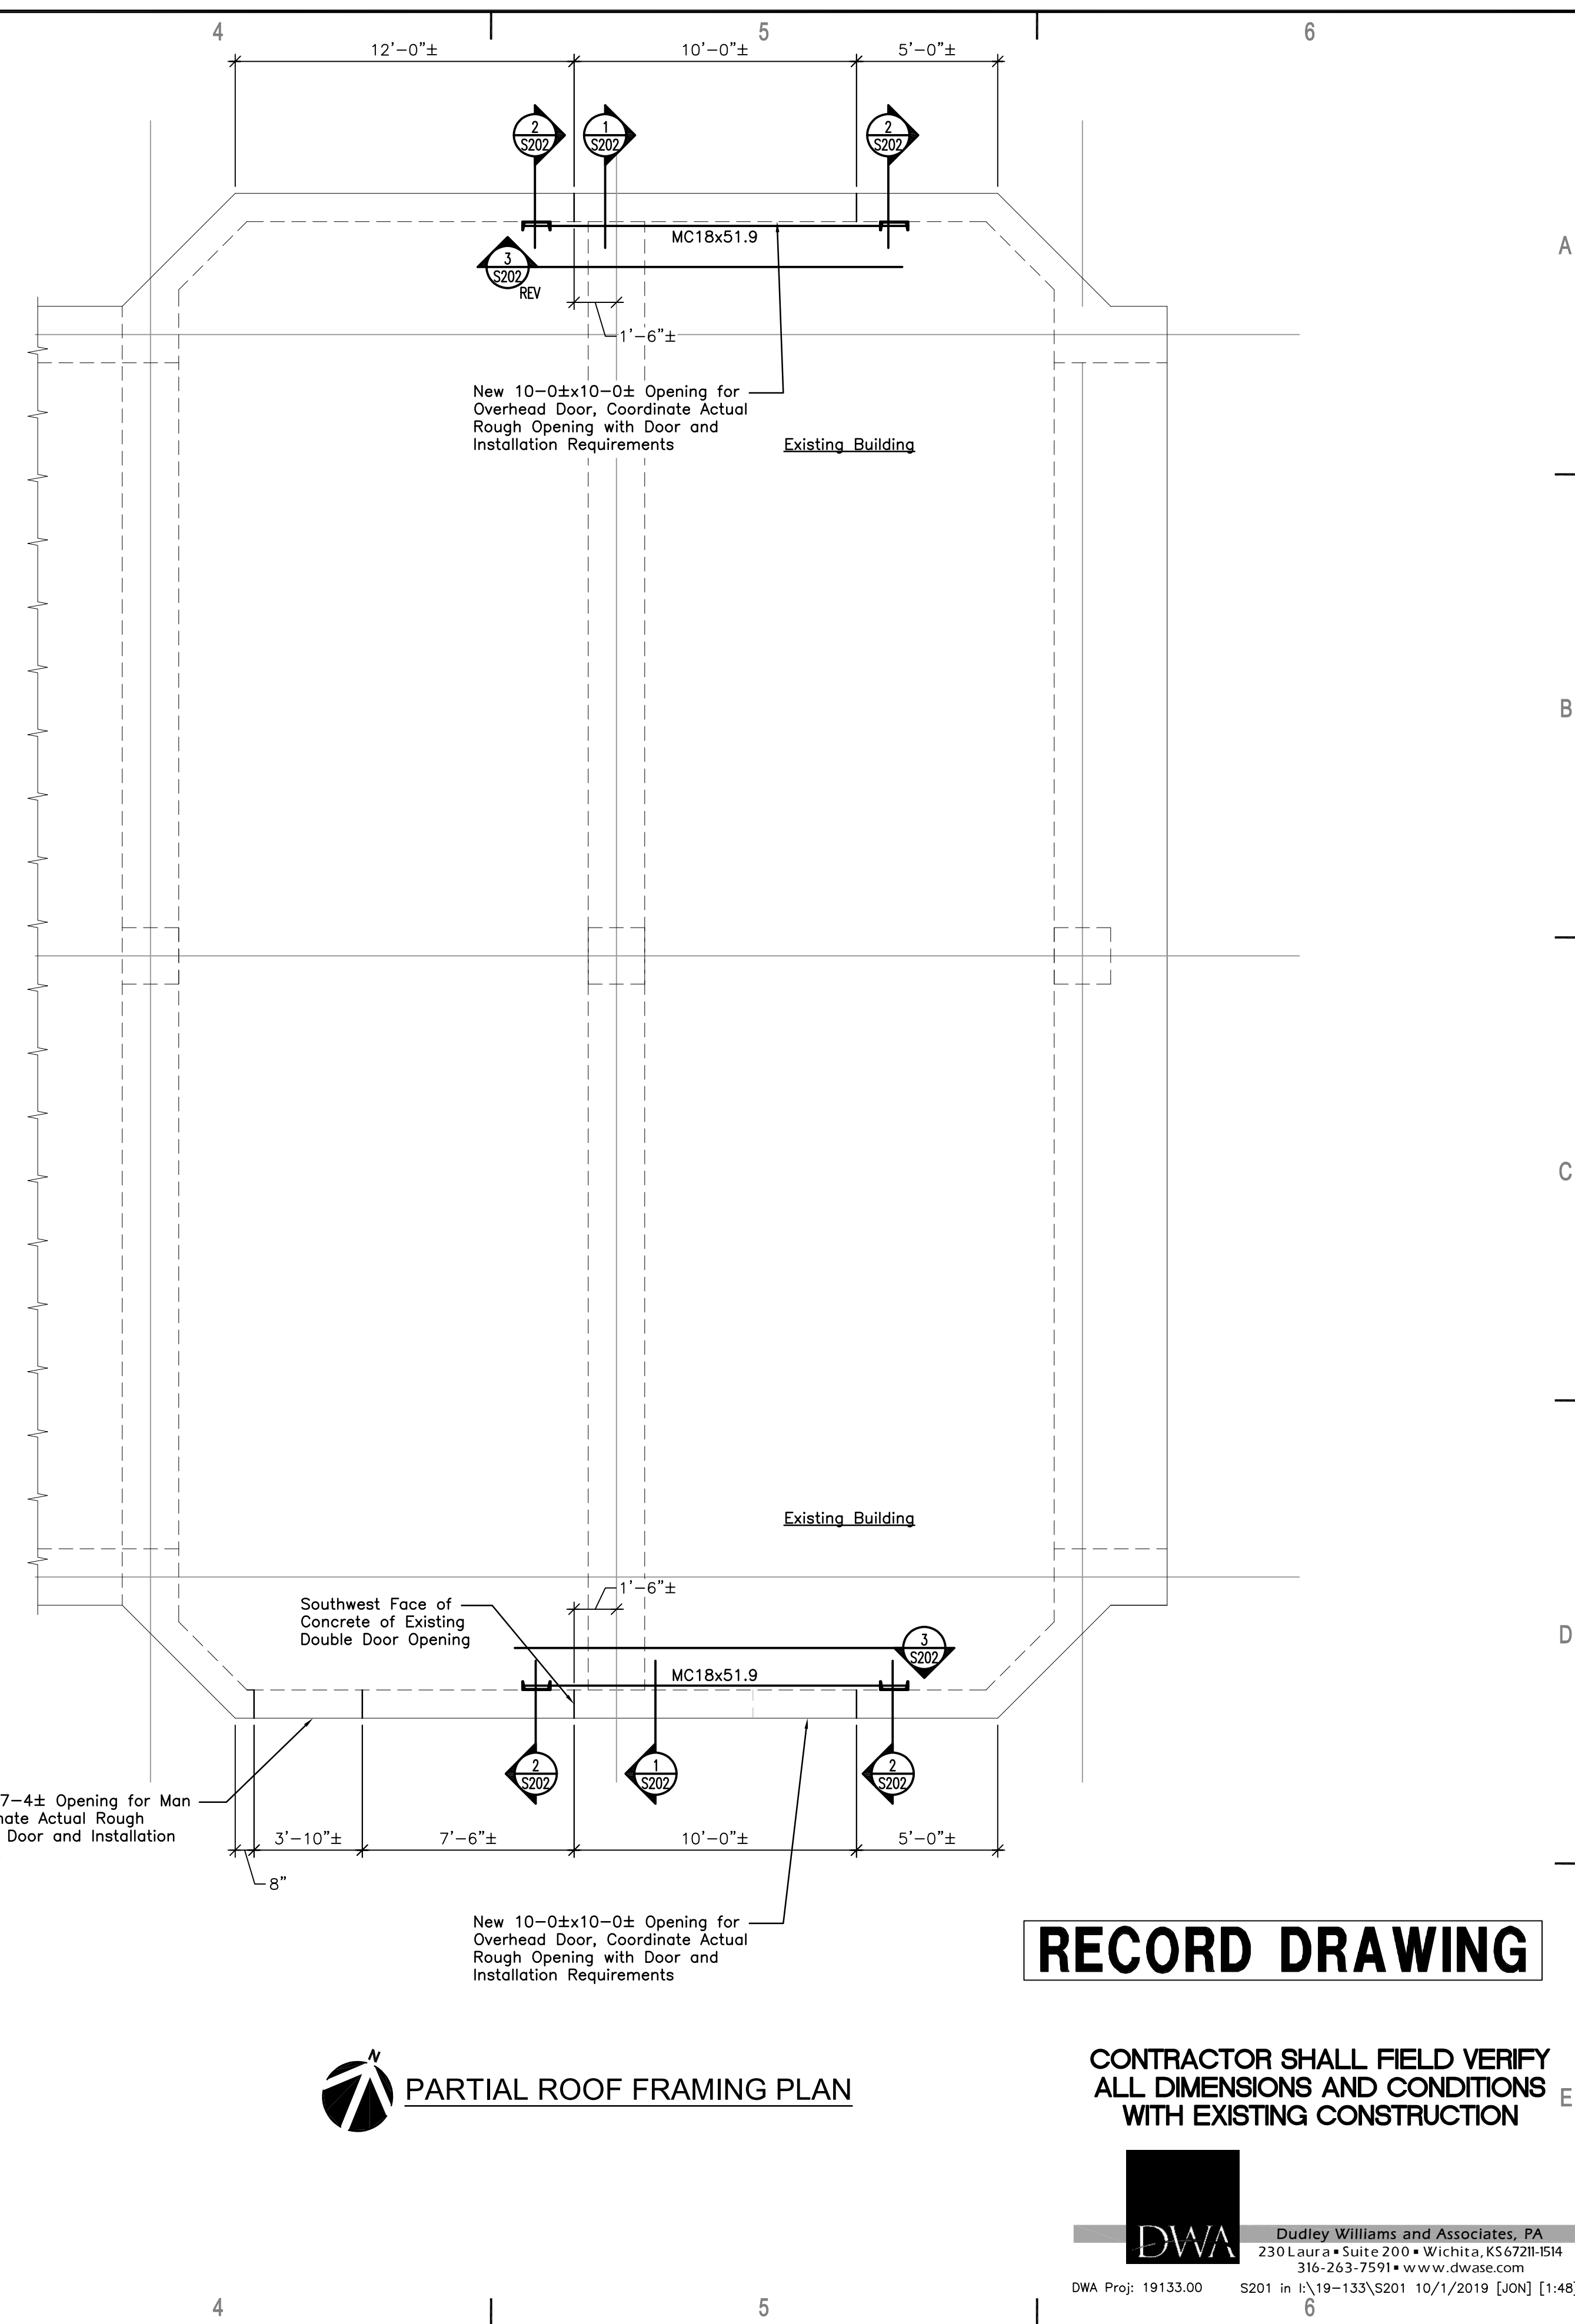 4
5
6
12'-0"±
10'-0"±
5'-0"±
2
S202
1
S202
2
S202
MC18x51.9
3
S202
REV
A
1'-6"±
New 10-0±x10-0± Opening for
Overhead Door, Coordinate Actual
Rough Opening with Door and
Installation Requirements
Existing Building
B
C
Existing Building
1'-6"±
Southwest Face of
Concrete of Existing
Double Door Opening
3
S202
D
MC18x51.9
2
S202
1
S202
2
S202
7-4± Opening for Man
nate Actual Rough
Door and Installation
3'-10"±
7'-6"±
10'-0"±
5'-0"±
8"
New 10-0±x10-0± Opening for
Overhead Door, Coordinate Actual
Rough Opening with Door and
Installation Requirements
RECORD DRAWING
N
PARTIAL ROOF FRAMING PLAN
CONTRACTOR SHALL FIELD VERIFY
ALL DIMENSIONS AND CONDITIONS
WITH EXISTING CONSTRUCTION
E
DWA
Dudley Williams and Associates, PA
230 Laura ▪ Suite 200 ▪ Wichita, KS 67211-1514
316-263-7591 ▪ www.dwase.com
DWA Proj: 19133.00
S201 in I:\19-133\S201 10/1/2019 [JON] [1:48]
4
5
6